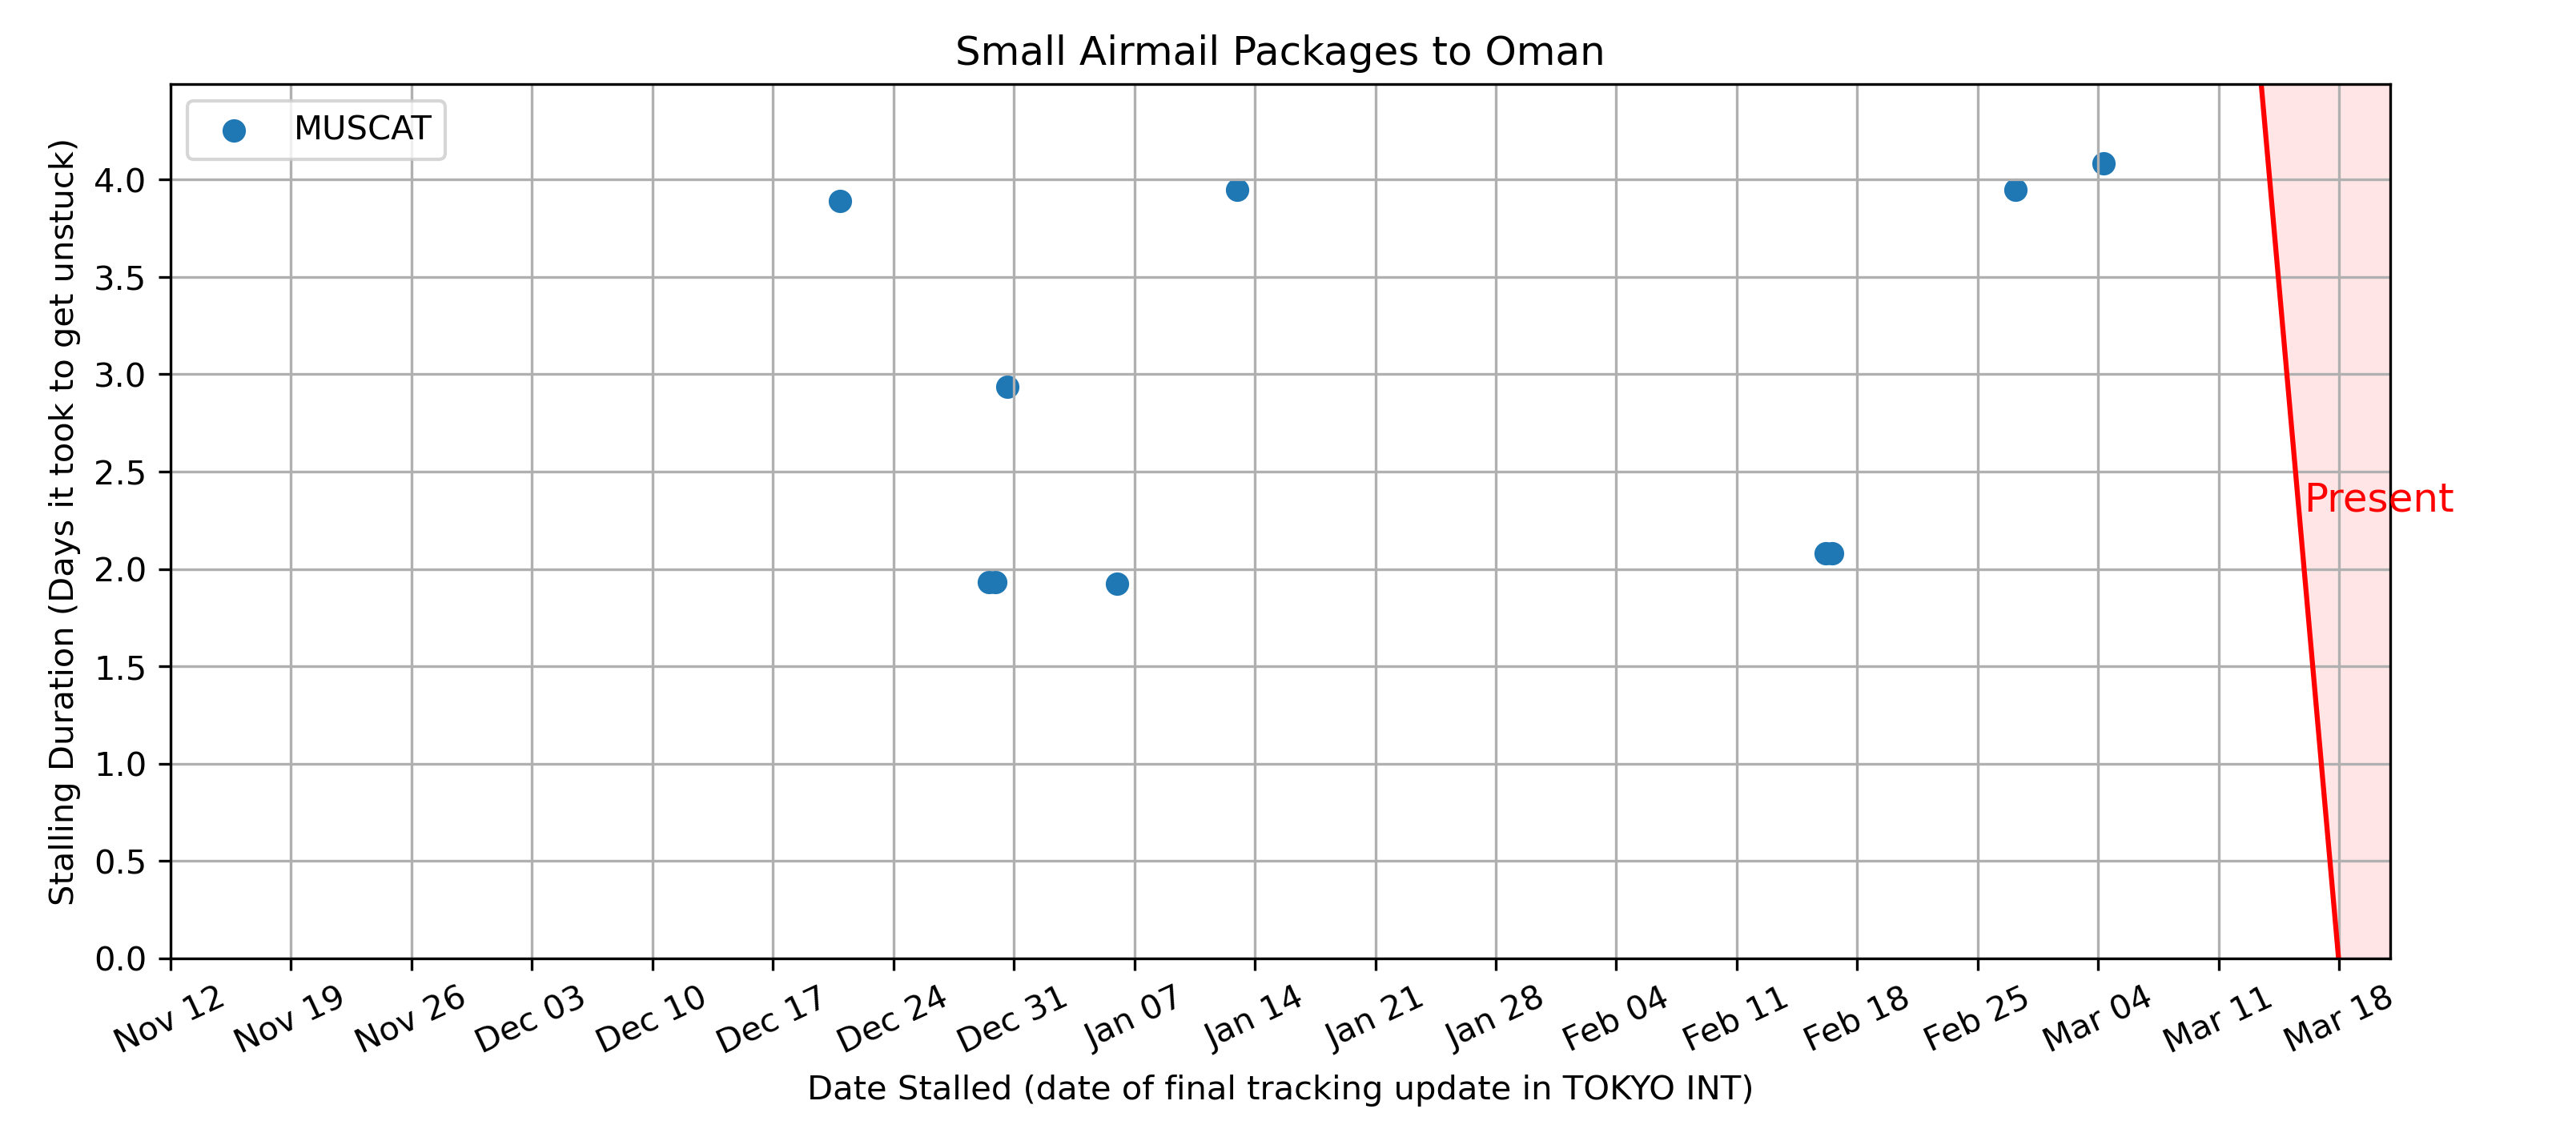 Small Airmail Packages to Oman
MUSCAT
Stalling Duration (Days it took to get unstuck)
4.0
3.5
3.0
2.5
2.0
1.5
1.0
0.5
0.0
Present
Nov 12
Nov 19
Nov 26
Dec 03
Dec 10
Dec 17
Dec 24
Dec 31
Jan 07
Jan 14
Jan 21
Jan 28
Feb 04
Feb 11
Feb 18
Feb 25
Mar 04
Mar 11
Mar 18
Date Stalled (date of final tracking update in TOKYO INT)